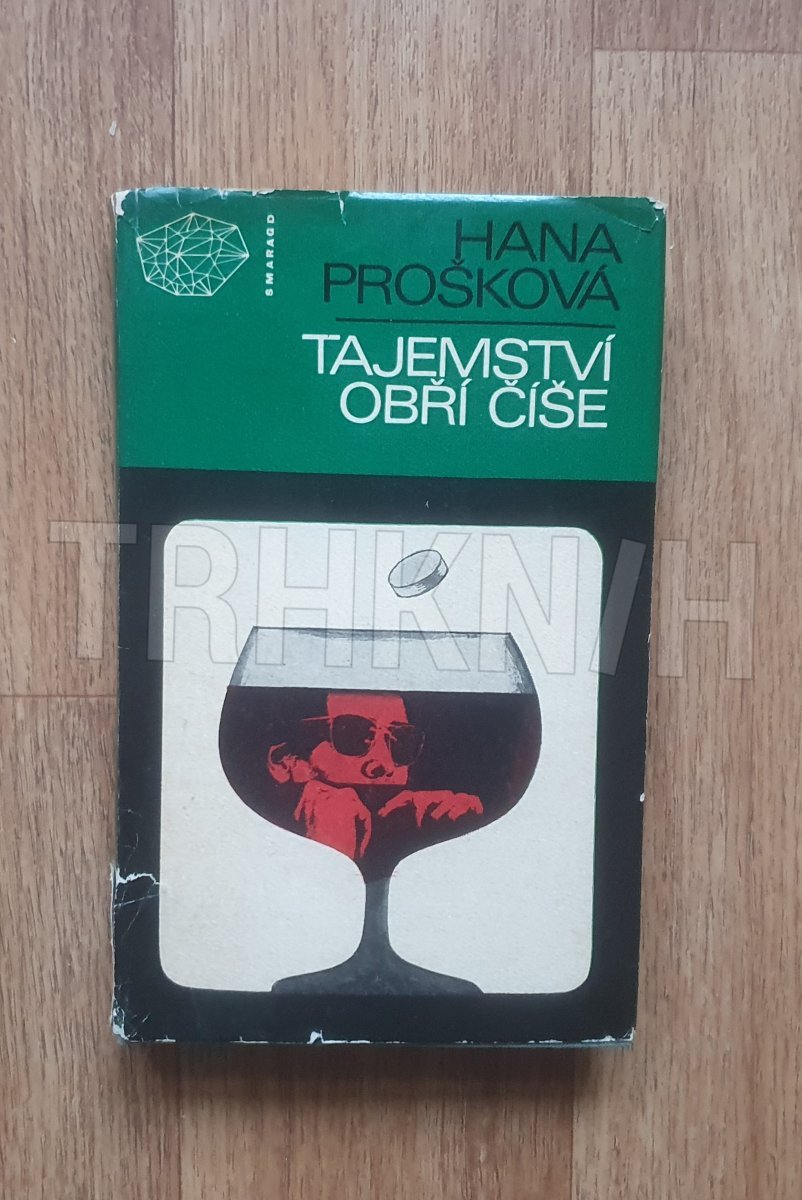 SMARAGD
HANA
PROŠKOVÁ
TAJEMSTVÍ
OBŘÍ ČÍŠE
TRHKNIH